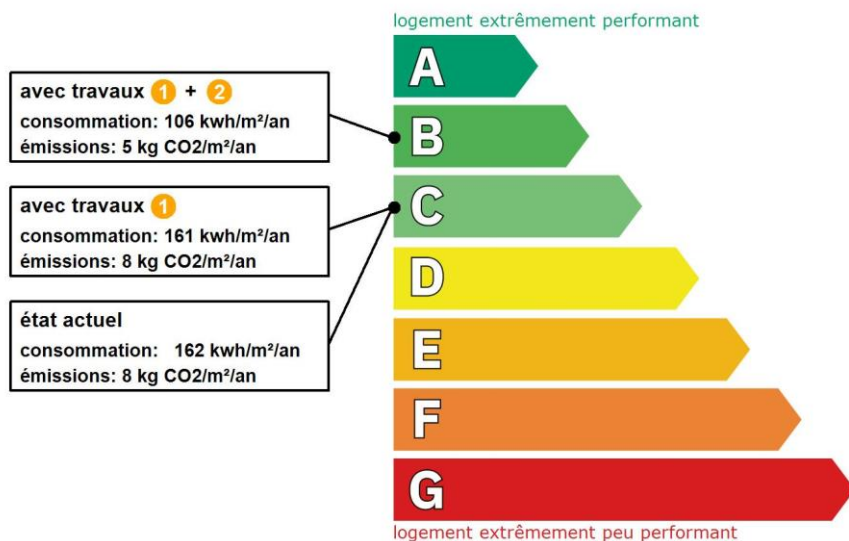 logement extrêmement performant
avec travaux 1 + 2
consommation: 106 kwh/m²/an
émissions: 5 kg CO2/m²/an
avec travaux 1
consommation: 161 kwh/m²/an
émissions: 8 kg CO2/m²/an
état actuel
consommation: 162 kwh/m²/an
émissions: 8 kg CO2/m²/an
A
B
C
D
E
F
G
logement extrêmement peu performant